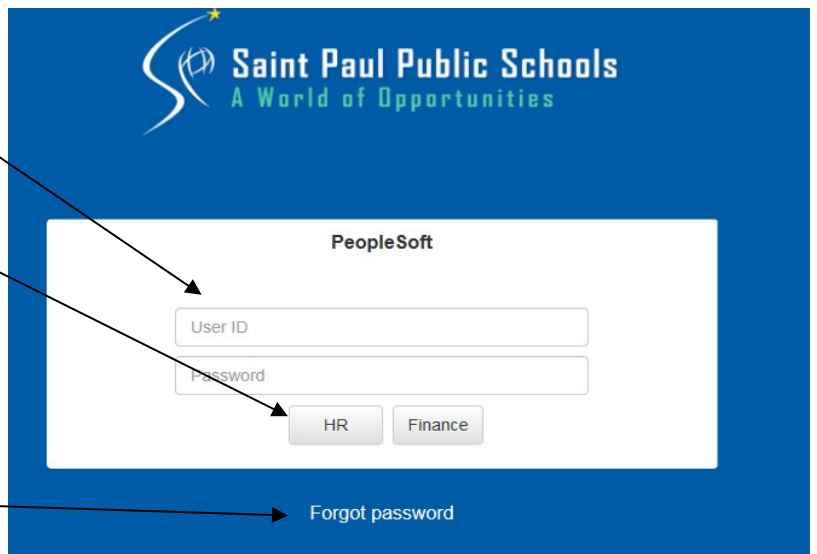 Saint Paul Public Schools
A World of Opportunities
PeopleSoft
User ID
Password
HR Finance
Forgot password